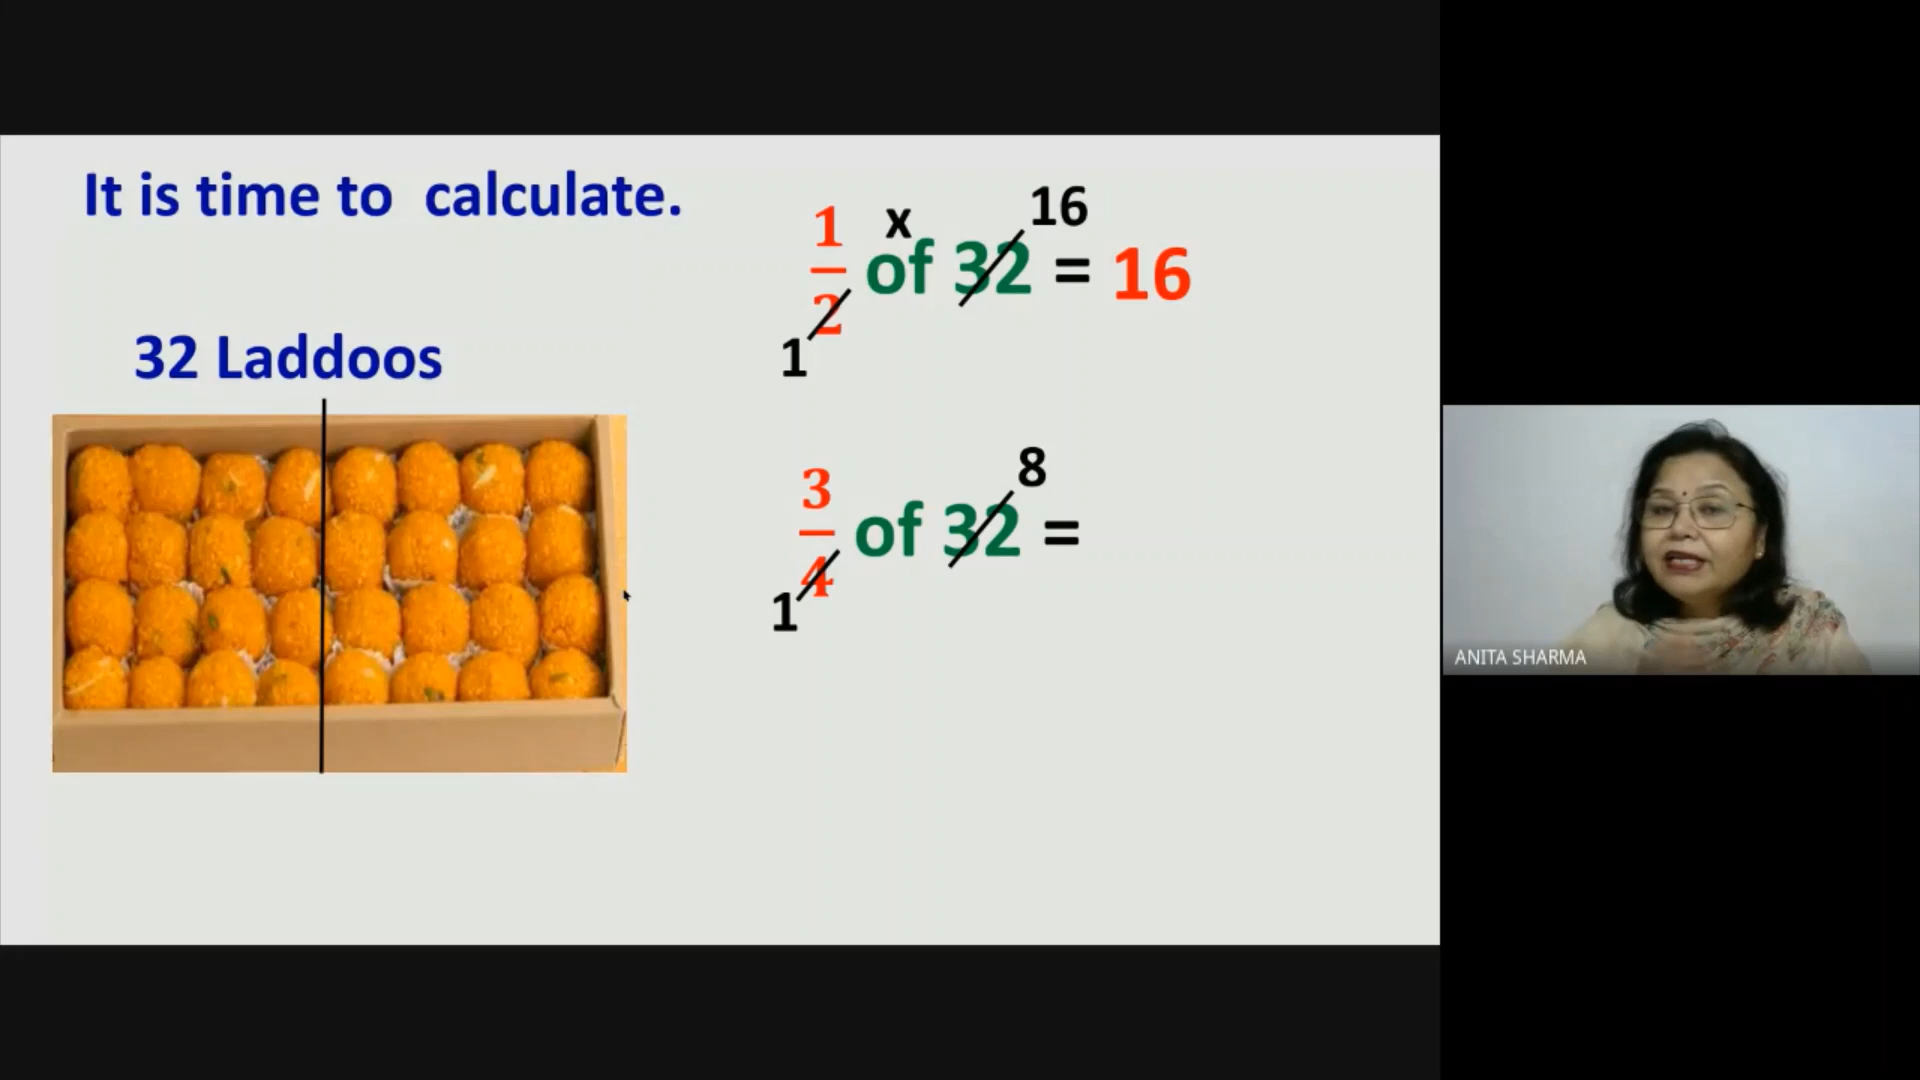 It is time to calculate.
32 Laddoos
x 16
1/2 of 32 = 16
1
8
3/4 of 32 =
1
ANITA SHARMA